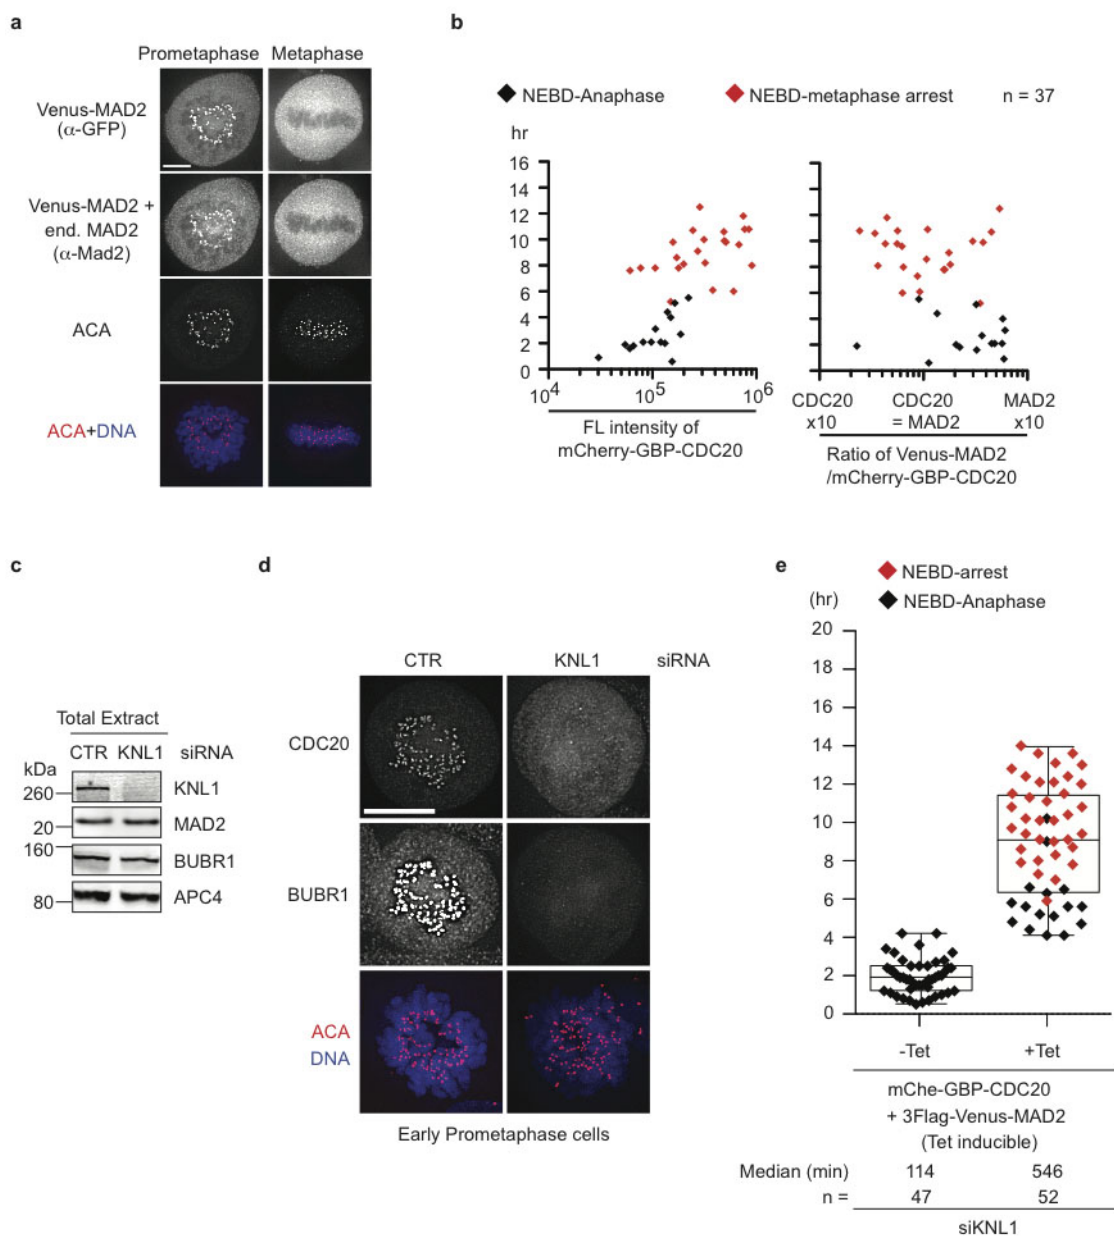 a
Prometaphase Metaphase
Venus-MAD2
(α-GFP)
Venus-MAD2 +
end. MAD2
(α-Mad2)
ACA
ACA+DNA
b
NEBD-Anaphase NEBD-metaphase arrest n = 37
hr
16
14
12
10
8
6
4
2
0
10^4 10^5 10^6
FL intensity of
mCherry-GBP-CDC20
CDC20 CDC20 MAD2
x10 = MAD2 x10
Ratio of Venus-MAD2
/mCherry-GBP-CDC20
c
Total Extract
CTR KNL1 siRNA
kDa
260 KNL1
20 MAD2
160 BUBR1
80 APC4
d
CTR KNL1 siRNA
CDC20
BUBR1
ACA
DNA
Early Prometaphase cells
e
NEBD-arrest
NEBD-Anaphase
(hr)
20
18
16
14
12
10
8
6
4
2
0
-Tet +Tet
mChe-GBP-CDC20
+ 3Flag-Venus-MAD2
(Tet inducible)
Median (min) 114 546
n = 47 52
siKNL1